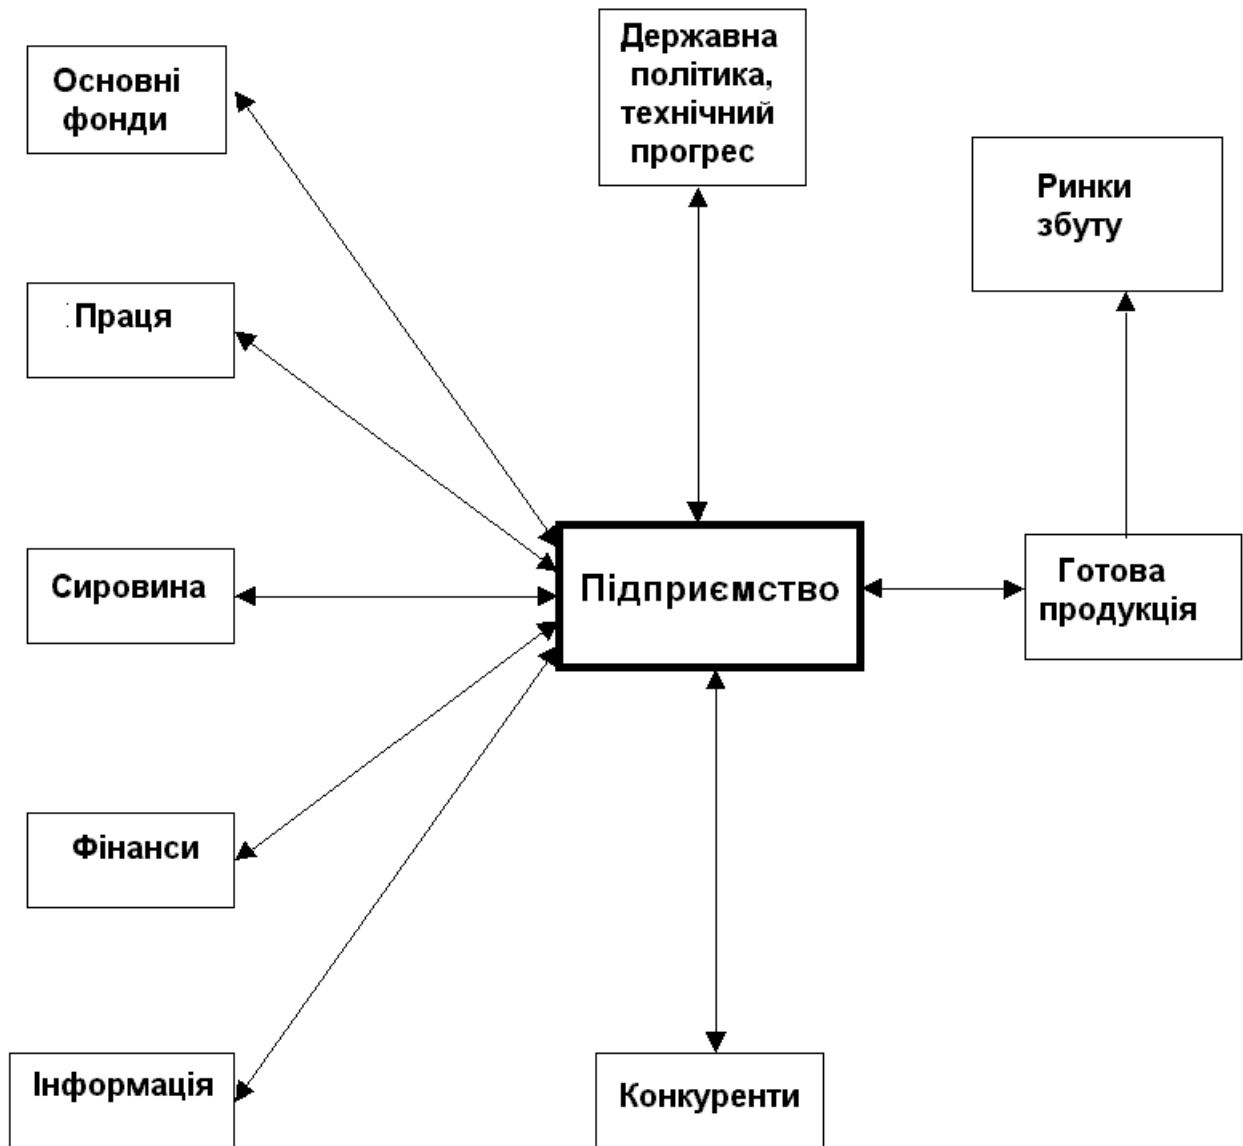 Основні
фонди
Державна
політика,
технічний
прогрес
Ринки
збуту
Праця
Сировина
Підприємство
Готова
продукція
Фінанси
Інформація
Конкуренти